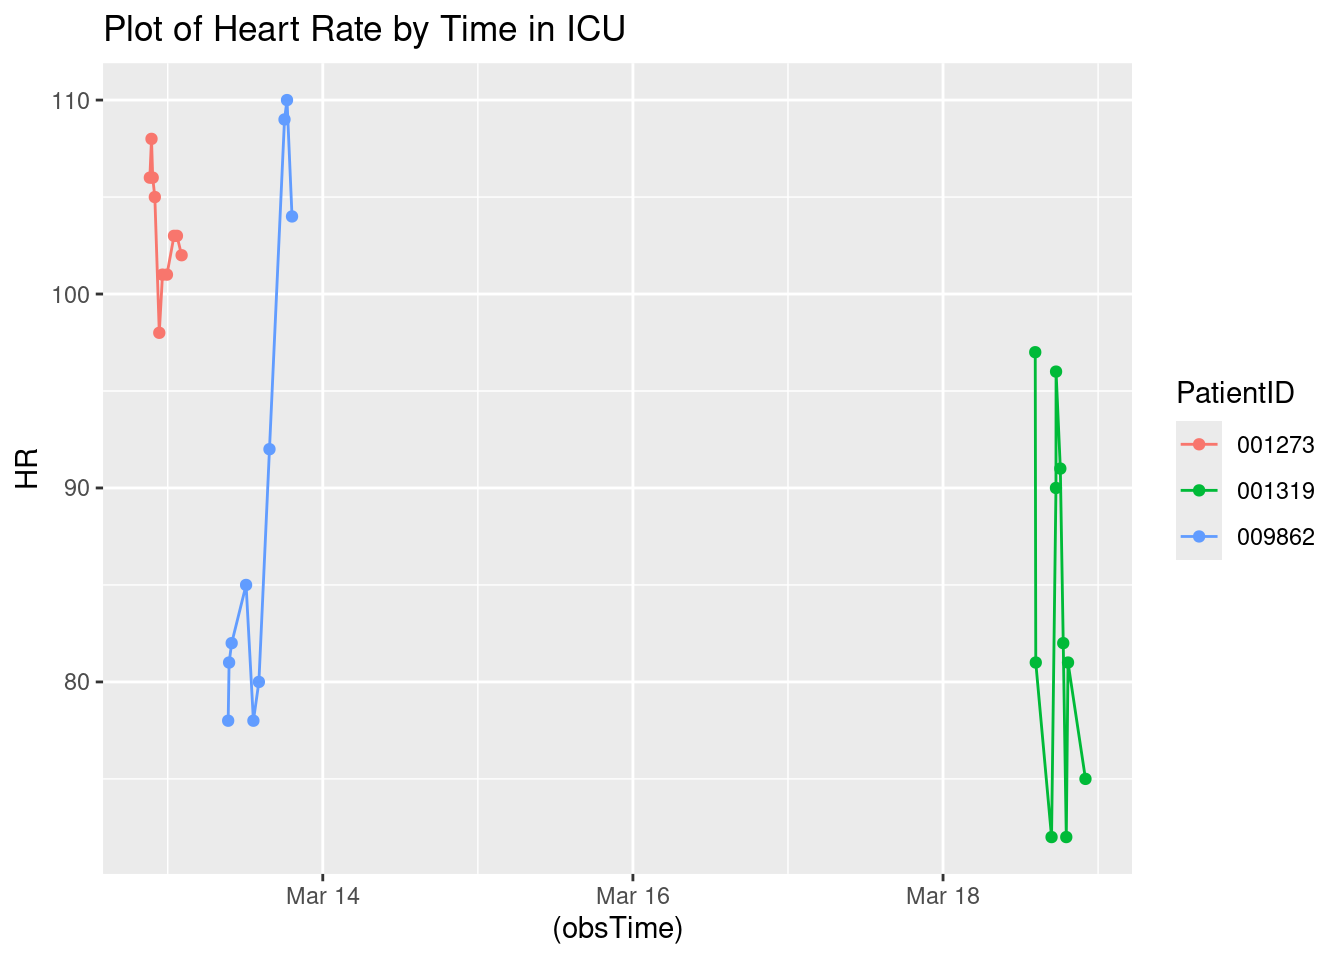 Plot of Heart Rate by Time in ICU
110
100
90
80
HR
Mar 14
Mar 16
Mar 18
(obsTime)
PatientID
001273
001319
009862